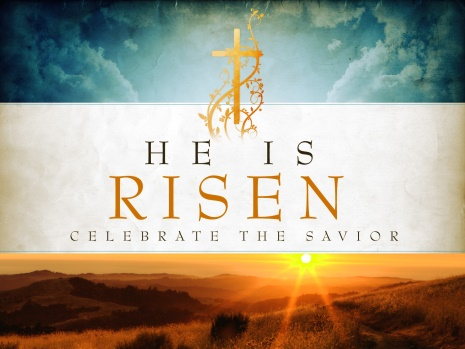 HE IS
RISEN
CELEBRATE THE SAVIOR